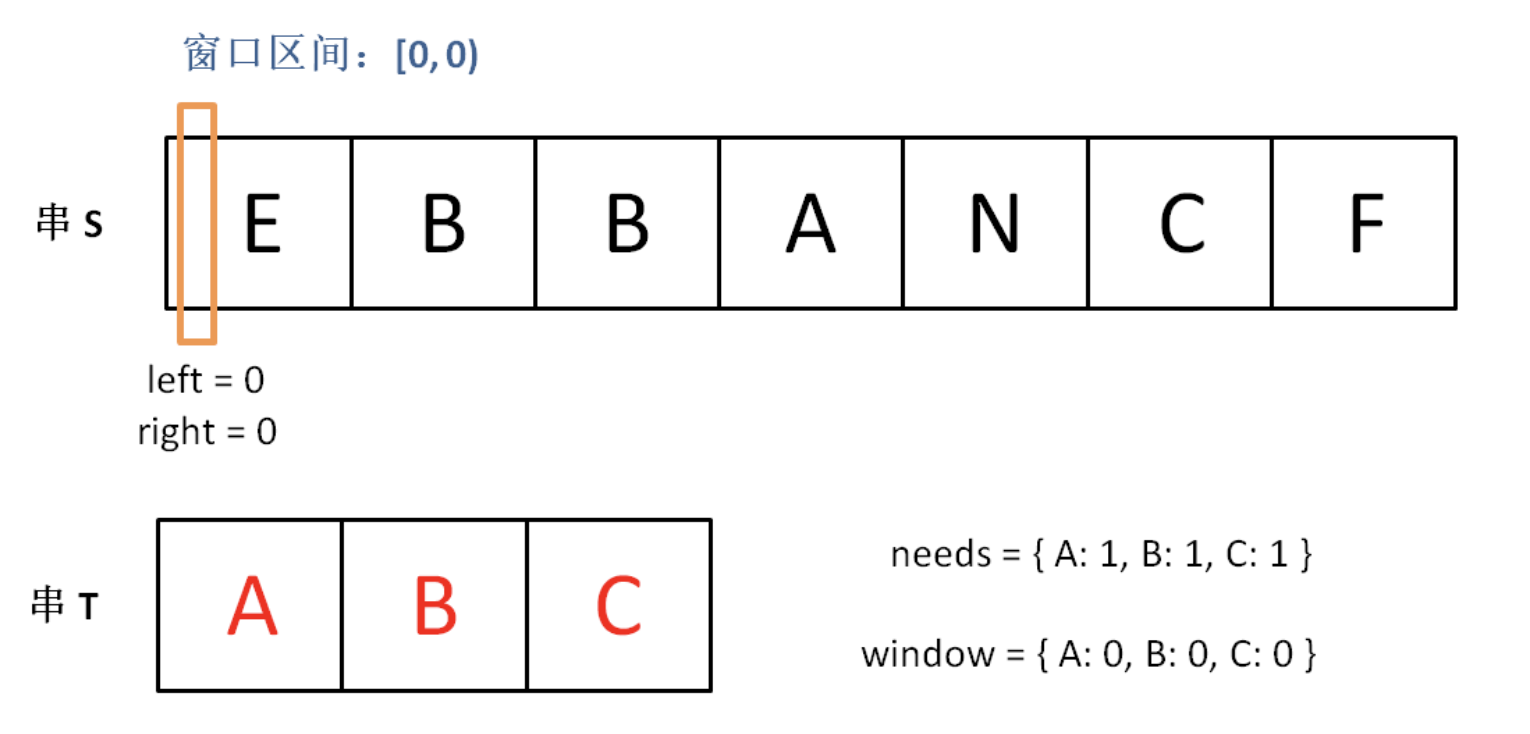 窗口区间：[0, 0)
串 S E B B A N C F
left = 0
right = 0
串 T A B C
needs = { A: 1, B: 1, C: 1 }
window = { A: 0, B: 0, C: 0 }